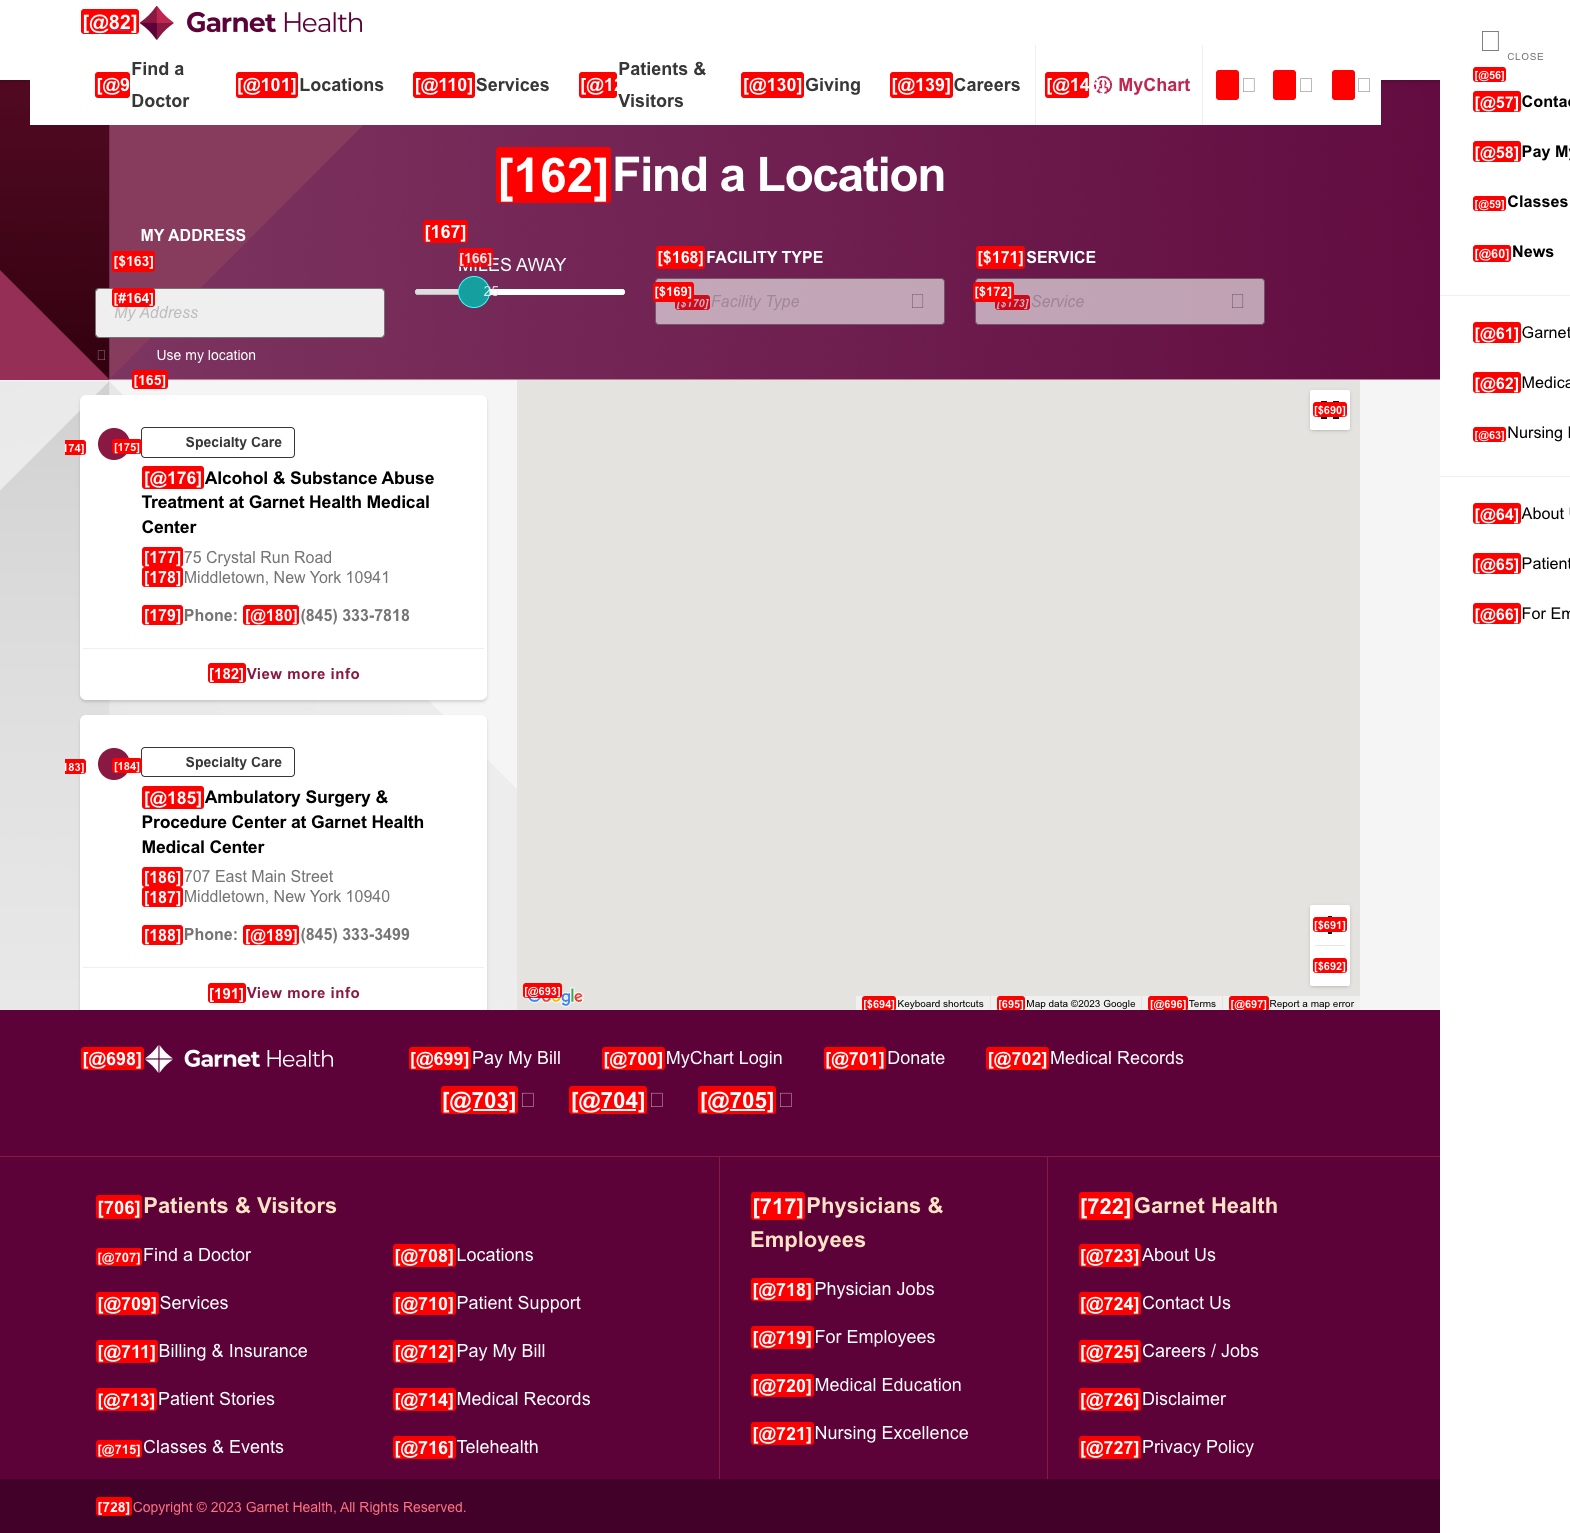 [@82] Garnet Health
[@9 Find a Doctor
[@101] Locations
[@110] Services
[@12 Patients & Visitors
[@130] Giving
[@139] Careers
[@14 MyChart
CLOSE
[@56]
[@57] Conta
[@58] Pay My
[@59] Classes
[@60] News
[@61] Garnet
[@62] Medica
[@63] Nursing
[@64] About
[@65] Patient
[@66] For Em
[162] Find a Location
MY ADDRESS
[$163]
[#164]
My Address
Use my location
[165]
[167]
[166]
MILES AWAY
25
[$168] FACILITY TYPE
[$169]
[$170] Facility Type
[$171] SERVICE
[$172]
[$173] Service
174]
[175]
Specialty Care
[@176] Alcohol & Substance Abuse
Treatment at Garnet Health Medical
Center
[177] 75 Crystal Run Road
[178] Middletown, New York 10941
[179] Phone: [@180] (845) 333-7818
[182] View more info
183]
[184]
Specialty Care
[@185] Ambulatory Surgery &
Procedure Center at Garnet Health
Medical Center
[186] 707 East Main Street
[187] Middletown, New York 10940
[188] Phone: [@189] (845) 333-3499
[191] View more info
[$690]
[$691]
[$692]
[@693] Google
[$694] Keyboard shortcuts
[695] Map data ©2023 Google
[@696] Terms
[@697] Report a map error
[@698] Garnet Health
[@699] Pay My Bill
[@700] MyChart Login
[@701] Donate
[@702] Medical Records
[@703]
[@704]
[@705]
[706] Patients & Visitors
[@707] Find a Doctor
[@708] Locations
[@709] Services
[@710] Patient Support
[@711] Billing & Insurance
[@712] Pay My Bill
[@713] Patient Stories
[@714] Medical Records
[@715] Classes & Events
[@716] Telehealth
[717] Physicians &
Employees
[@718] Physician Jobs
[@719] For Employees
[@720] Medical Education
[@721] Nursing Excellence
[722] Garnet Health
[@723] About Us
[@724] Contact Us
[@725] Careers / Jobs
[@726] Disclaimer
[@727] Privacy Policy
[728] Copyright © 2023 Garnet Health, All Rights Reserved.